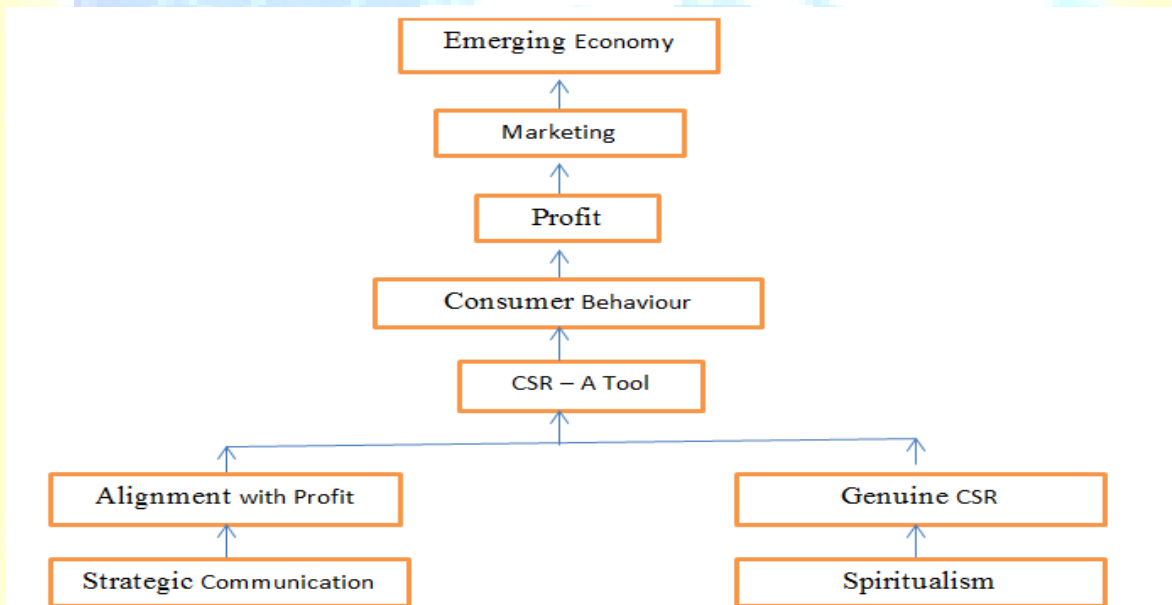 Emerging Economy
Marketing
Profit
Consumer Behaviour
CSR – A Tool
Alignment with Profit
Genuine CSR
Strategic Communication
Spiritualism